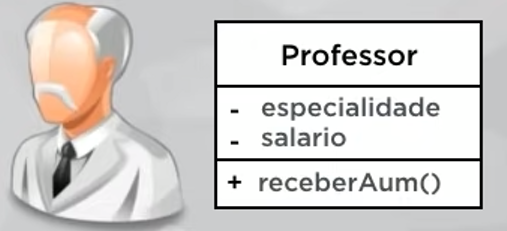 Professor
- especialidade
- salario
+ receberAum()